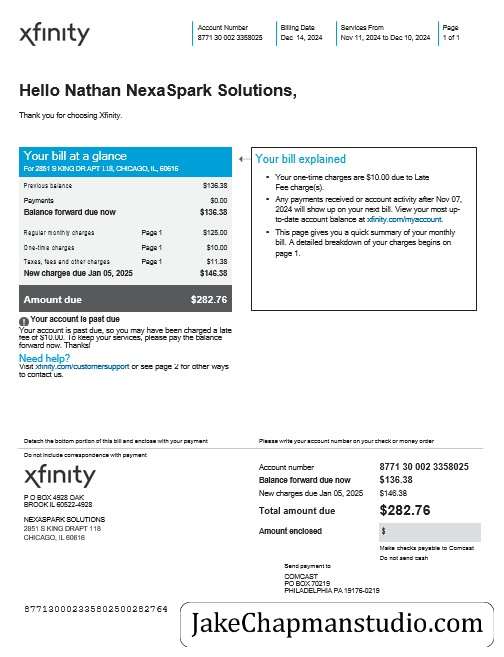 xfinity
Account Number
8771 30 002 3358025
Billing Date
Dec 14, 2024
Services From
Nov 11, 2024 to Dec 10, 2024
Page
1 of 1
Hello Nathan NexaSpark Solutions,
Thank you for choosing Xfinity.
Your bill at a glance
For 2851 S KING DR APT 118, CHICAGO, IL, 60616
Previous balance $136.38
Payments $0.00
Balance forward due now $136.38
Regular monthly charges Page 1 $125.00
One-time charges Page 1 $10.00
Taxes, fees and other charges Page 1 $11.38
New charges due Jan 05, 2025 $146.38
Amount due $282.76
Your account is past due
Your account is past due, so you may have been charged a late
fee of $10.00. To keep your services, please pay the balance
forward now. Thanks!
Need help?
Visit xfinity.com/customersupport or see page 2 for other ways
to contact us.
Your bill explained
• Your one-time charges are $10.00 due to Late
Fee charge(s).
• Any payments received or account activity after Nov 07,
2024 will show up on your next bill. View your most up-
to-date account balance at xfinity.com/myaccount.
• This page gives you a quick summary of your monthly
bill. A detailed breakdown of your charges begins on
page 1.
Detach the bottom portion of this bill and enclose with your payment
Please write your account number on your check or money order
Do not include correspondence with payment
xfinity
P O BOX 4928 OAK
BROOK IL 60522-4928
NEXASPARK SOLUTIONS
2851 S KING DRAPT 118
CHICAGO, IL 60616
Account number 8771 30 002 3358025
Balance forward due now $136.38
New charges due Jan 05, 2025 $146.38
Total amount due $282.76
Amount enclosed $
Make checks payable to Comcast
Do not send cash
Send payment to
COMCAST
PO BOX 70219
PHILADELPHIA PA 19176-0219
877130002335802500282764
JakeChapmanstudio.com